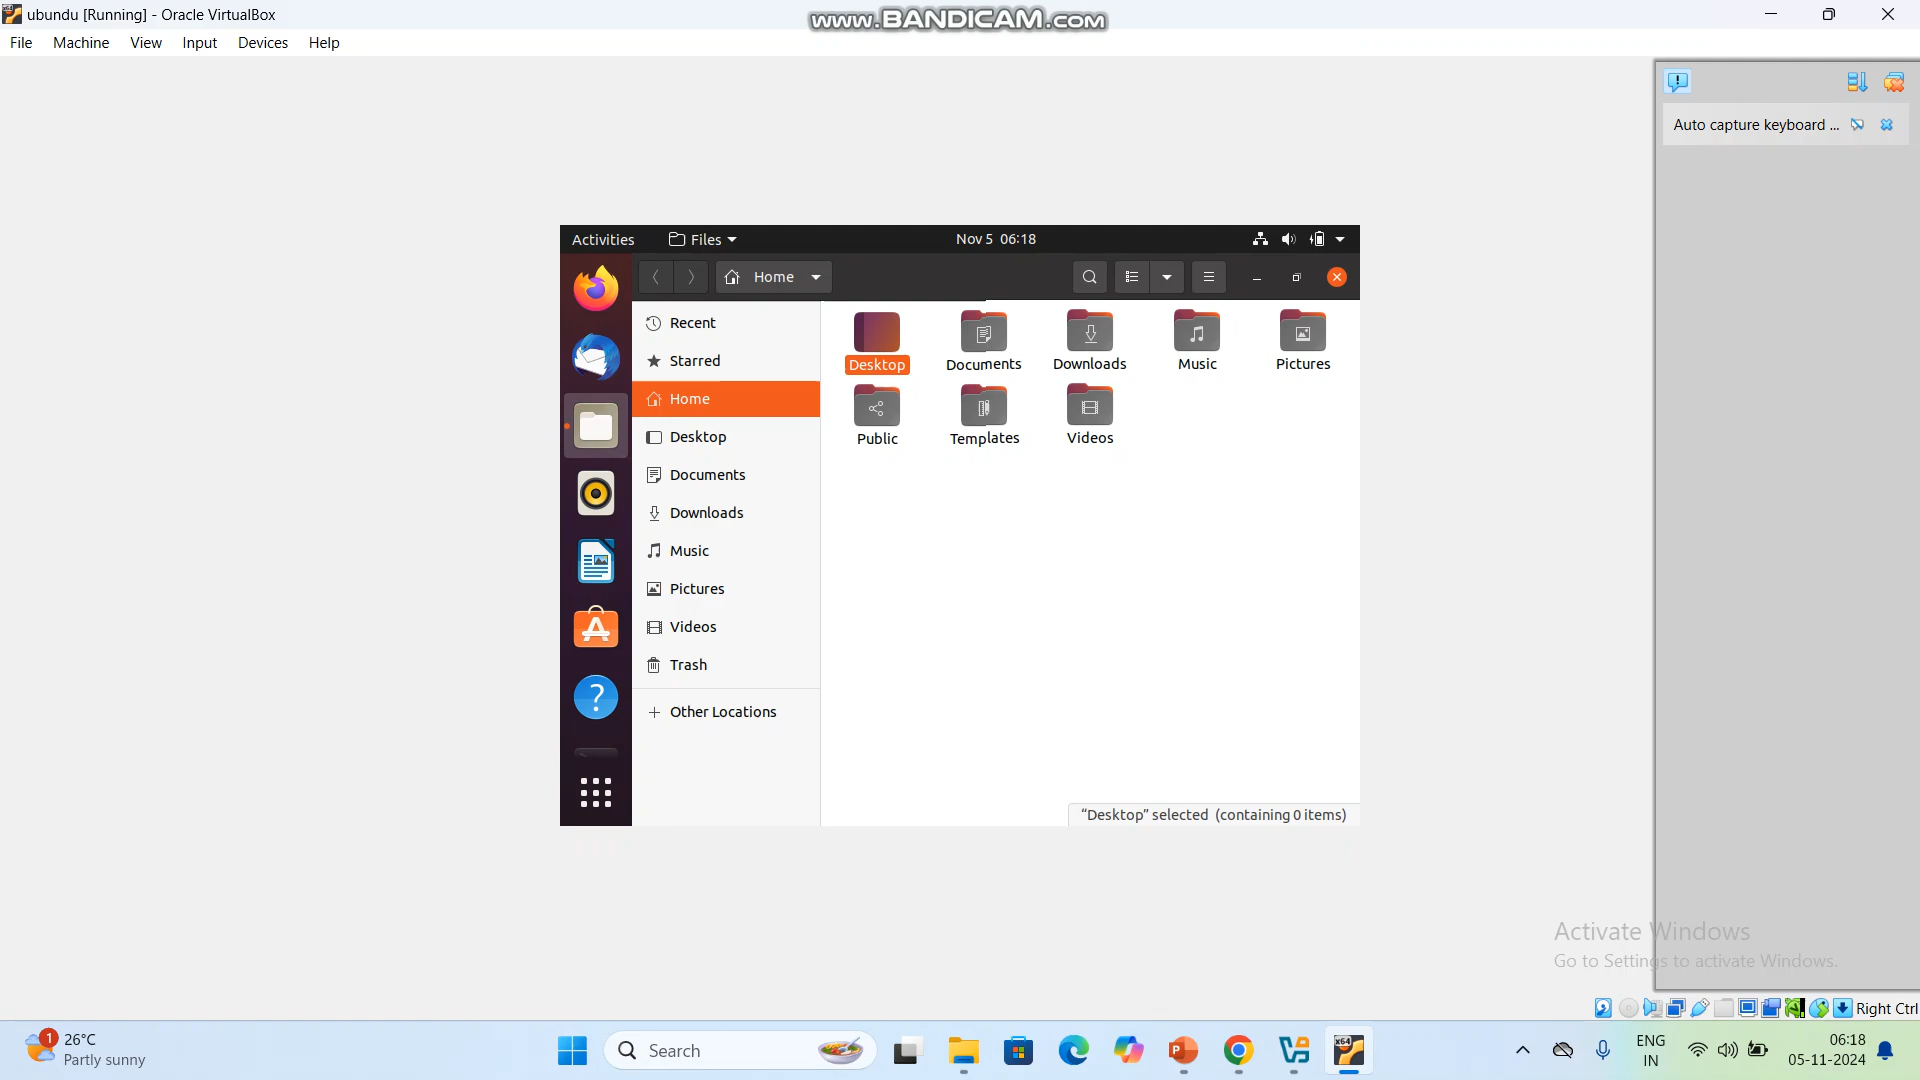 ubundu [Running] - Oracle VirtualBox
www.BANDICAM.com
File Machine View Input Devices Help
Auto capture keyboard ...
Activities Files Nov 5 06:18
Home
Recent
Starred
Home
Desktop
Documents
Downloads
Music
Pictures
Videos
Trash
Other Locations
Desktop Documents Downloads Music Pictures
Public Templates Videos
“Desktop” selected (containing 0 items)
Activate Windows
Go to Settings to activate Windows.
Right Ctrl
1
26°C
Partly sunny
Search
x64
ENG
IN
06:18
05-11-2024